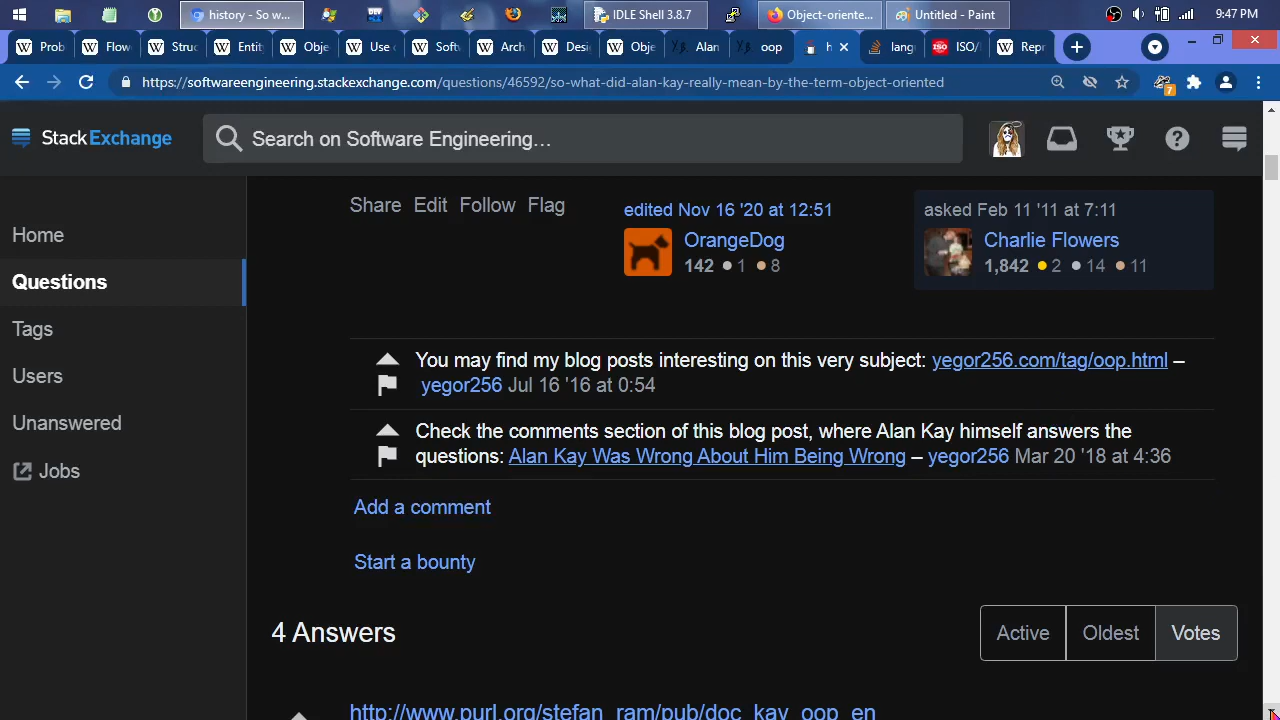 history - So w...
DEV
IDLE Shell 3.8.7
Object-oriente...
Untitled - Paint
9:47 PM
W Prob
W Flow
W Struc
W Entit
W Obje
W Use c
W Softv
W Arch
W Desi
W Obje
Alan
oop
h
lang
ISO ISO/
W Repr
https://softwareengineering.stackexchange.com/questions/46592/so-what-did-alan-kay-really-mean-by-the-term-object-oriented
7
StackExchange
Search on Software Engineering...
Home
Questions
Tags
Users
Unanswered
Jobs
Share Edit Follow Flag
edited Nov 16 '20 at 12:51
OrangeDog
142 1 8
asked Feb 11 '11 at 7:11
Charlie Flowers
1,842 2 14 11
You may find my blog posts interesting on this very subject: yegor256.com/tag/oop.html –
yegor256 Jul 16 '16 at 0:54
Check the comments section of this blog post, where Alan Kay himself answers the
questions: Alan Kay Was Wrong About Him Being Wrong – yegor256 Mar 20 '18 at 4:36
Add a comment
Start a bounty
4 Answers
Active
Oldest
Votes
http://www.purl.org/stefan_ram/pub/doc_kay_oop_en